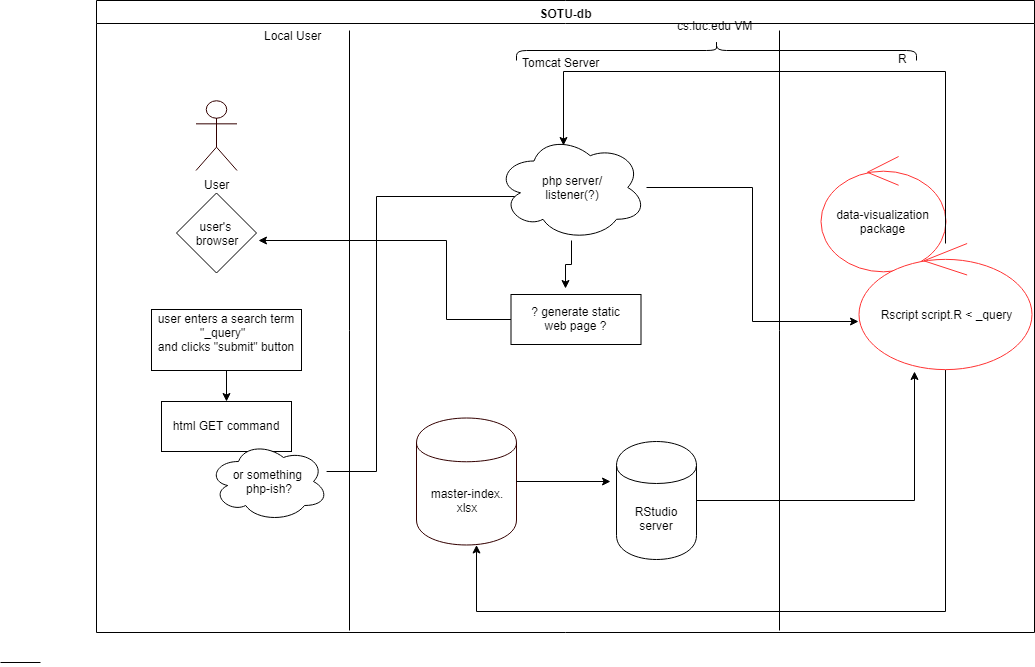 SOTU-db
Local User
cs.luc.edu VM
Tomcat Server
R
User
user's
browser
php server/
listener(?)
data-visualization
package
? generate static
web page ?
Rscript script.R < _query
user enters a search term
"_query"
and clicks "submit" button
html GET command
or something
php-ish?
master-index.
xlsx
RStudio
server